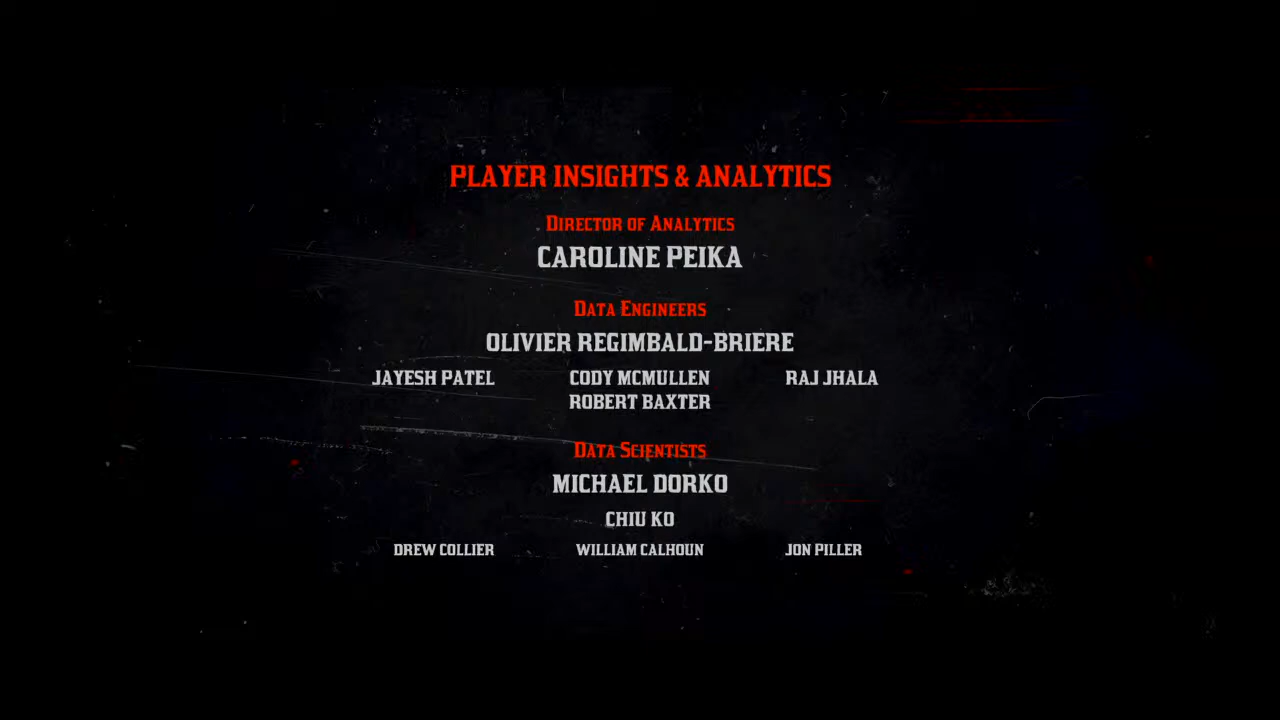 PLAYER INSIGHTS & ANALYTICS
DIRECTOR OF ANALYTICS
CAROLINE PEIKA
DATA ENGINEERS
OLIVIER REGIMBALD-BRIERE
JAYESH PATEL CODY MCMULLEN RAJ JHALA
ROBERT BAXTER
DATA SCIENTISTS
MICHAEL DORKO
CHIU KO
DREW COLLIER WILLIAM CALHOUN JON PILLER